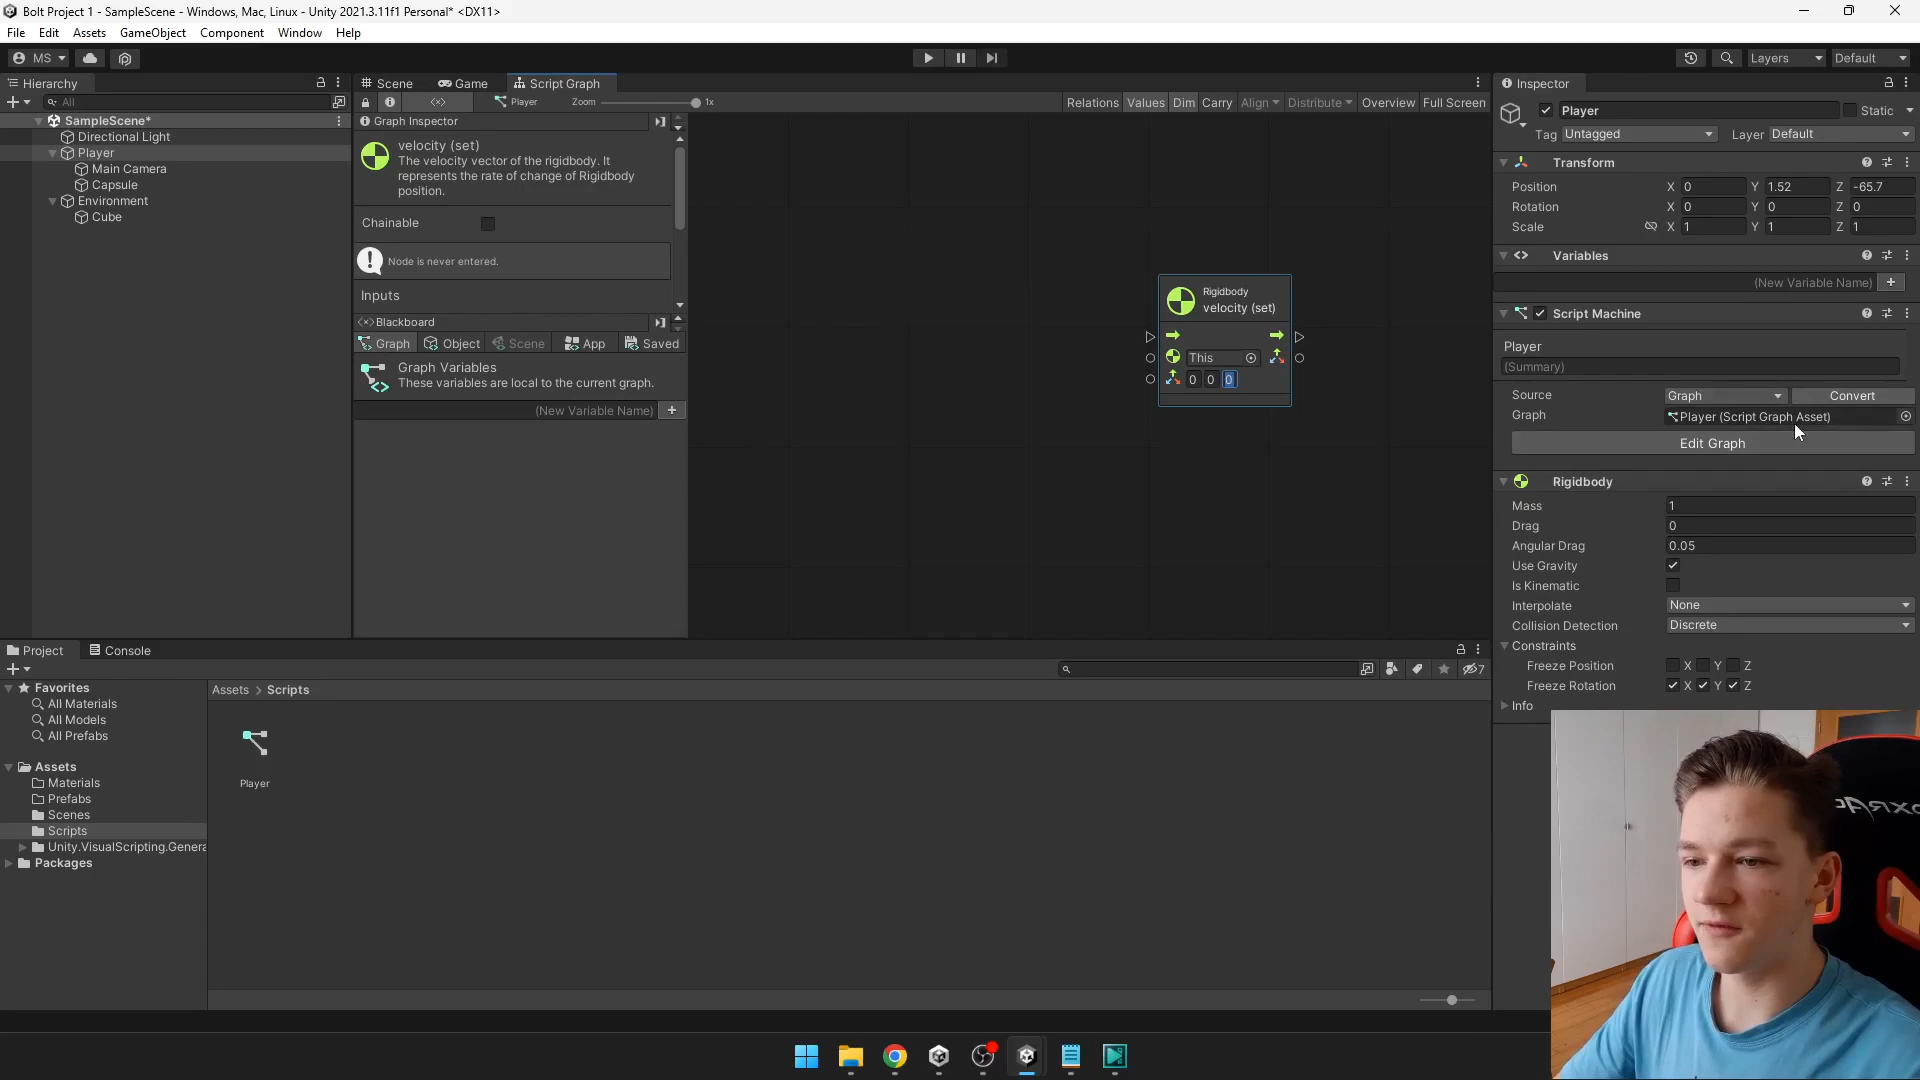 Bolt Project 1 - SampleScene - Windows, Mac, Linux - Unity 2021.3.11f1 Personal* <DX11>
File Edit Assets GameObject Component Window Help
MS
Layers Default
Hierarchy
All
SampleScene*
Directional Light
Player
Main Camera
Capsule
Environment
Cube
Scene Game Script Graph
Player Zoom 1x Relations Values Dim Carry Align Distribute Overview Full Screen
Graph Inspector
velocity (set)
The velocity vector of the rigidbody. It
represents the rate of change of Rigidbody
position.
Chainable
Node is never entered.
Inputs
Blackboard
Graph Object Scene App Saved
Graph Variables
These variables are local to the current graph.
(New Variable Name) +
Rigidbody
velocity (set)
This
0 0 0
Inspector
Player Static
Tag Untagged Layer Default
Transform
Position X 0 Y 1.52 Z -65.7
Rotation X 0 Y 0 Z 0
Scale X 1 Y 1 Z 1
Variables
(New Variable Name) +
Script Machine
Player
(Summary)
Source Graph Convert
Graph Player (Script Graph Asset)
Edit Graph
Rigidbody
Mass 1
Drag 0
Angular Drag 0.05
Use Gravity
Is Kinematic
Interpolate None
Collision Detection Discrete
Constraints
Freeze Position X Y Z
Freeze Rotation X Y Z
Info
Project Console
7
Favorites
All Materials
All Models
All Prefabs
Assets
Materials
Prefabs
Scenes
Scripts
Unity.VisualScripting.Genera
Packages
Assets > Scripts
Player